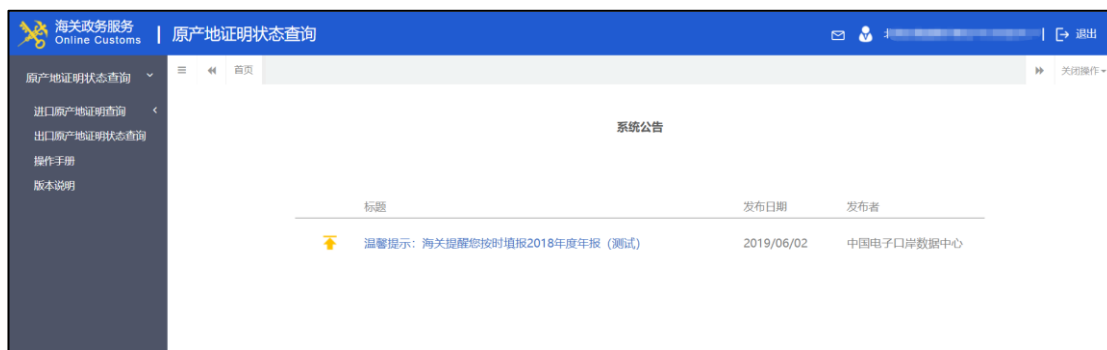 海关政务服务
Online Customs
原产地证明状态查询
退出
原产地证明状态查询
首页
关闭操作
进口原产地证明查询
出口原产地证明状态查询
操作手册
版本说明
系统公告
标题 发布日期 发布者
温馨提示：海关提醒您按时填报2018年度年报（测试） 2019/06/02 中国电子口岸数据中心